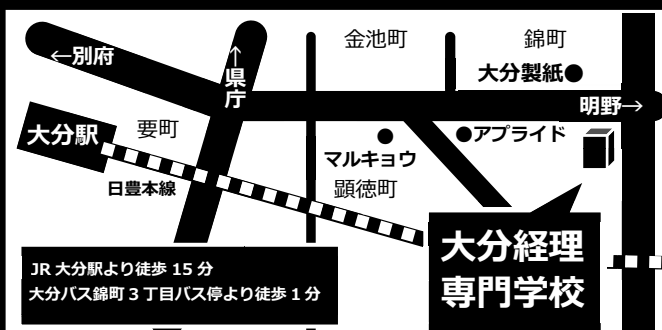 金池町
錦町
←別府
↑県庁
大分製紙●
明野→
大分駅
要町
●マルキョウ
●アプライド
顕徳町
日豊本線
大分経理
専門学校
JR 大分駅より徒歩 15 分
大分バス錦町 3 丁目バス停より徒歩 1 分